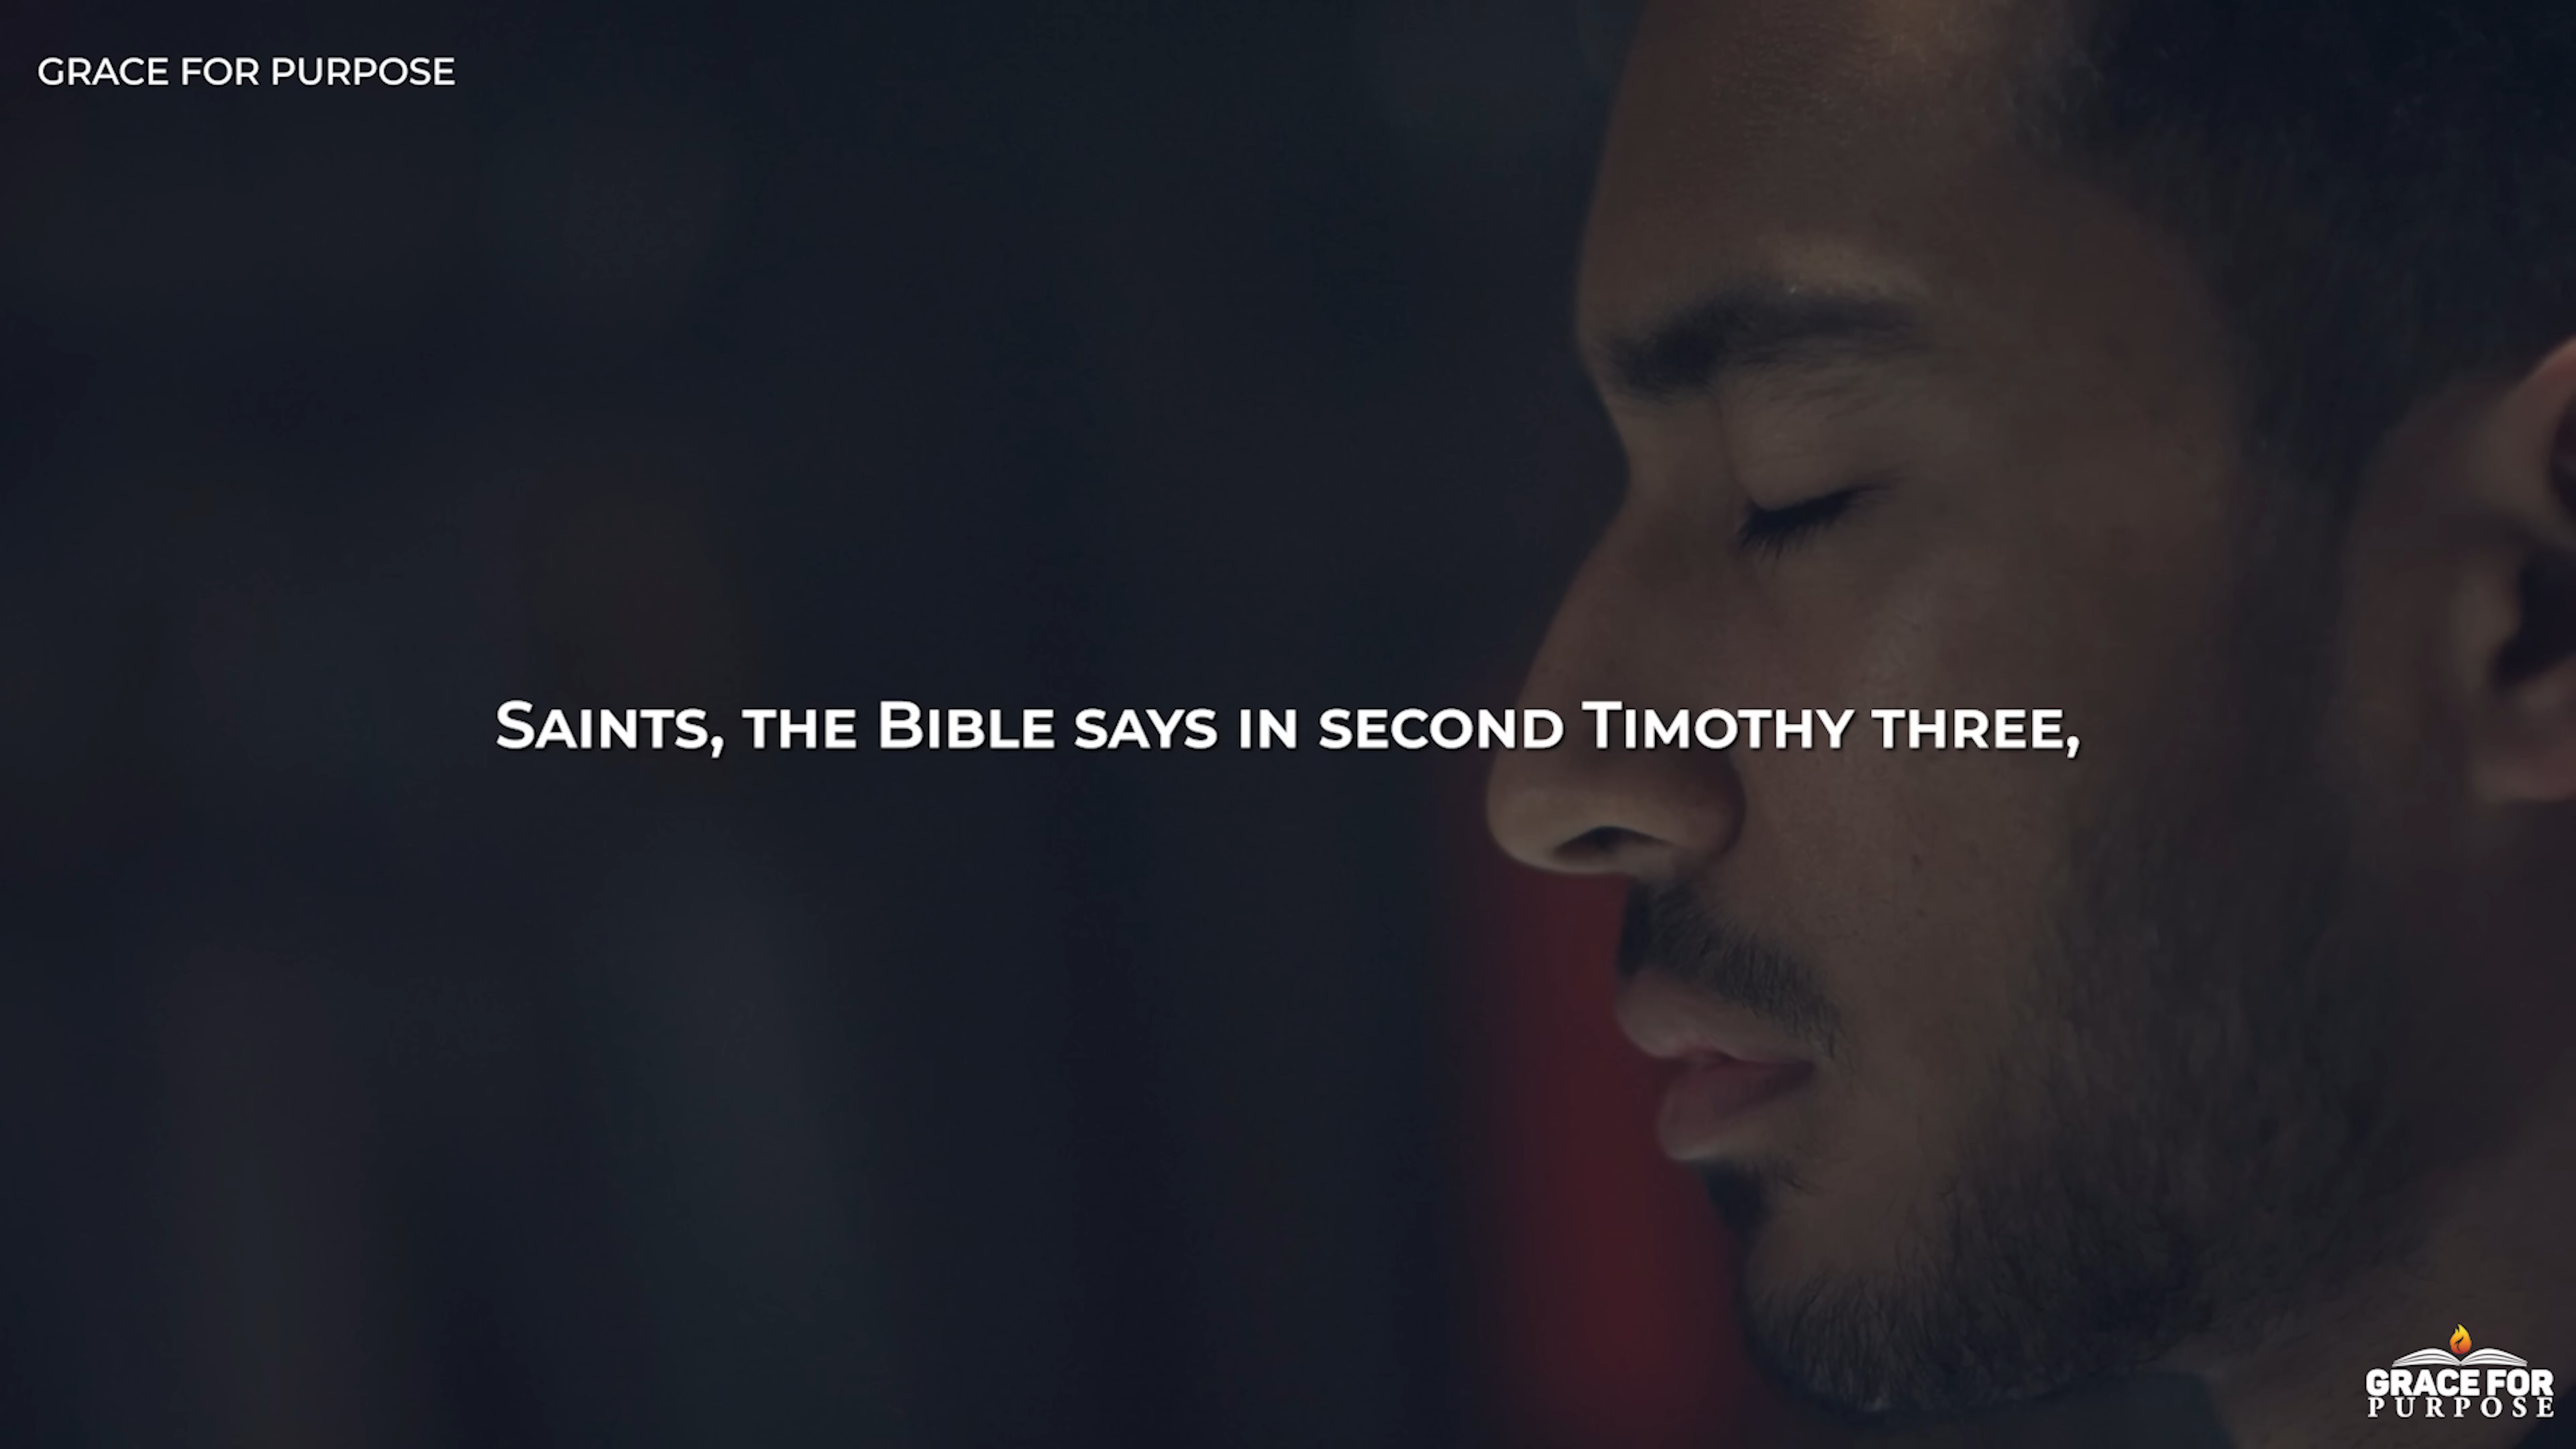 GRACE FOR PURPOSE
SAINTS, THE BIBLE SAYS IN SECOND TIMOTHY THREE,
GRACE FOR
PURPOSE